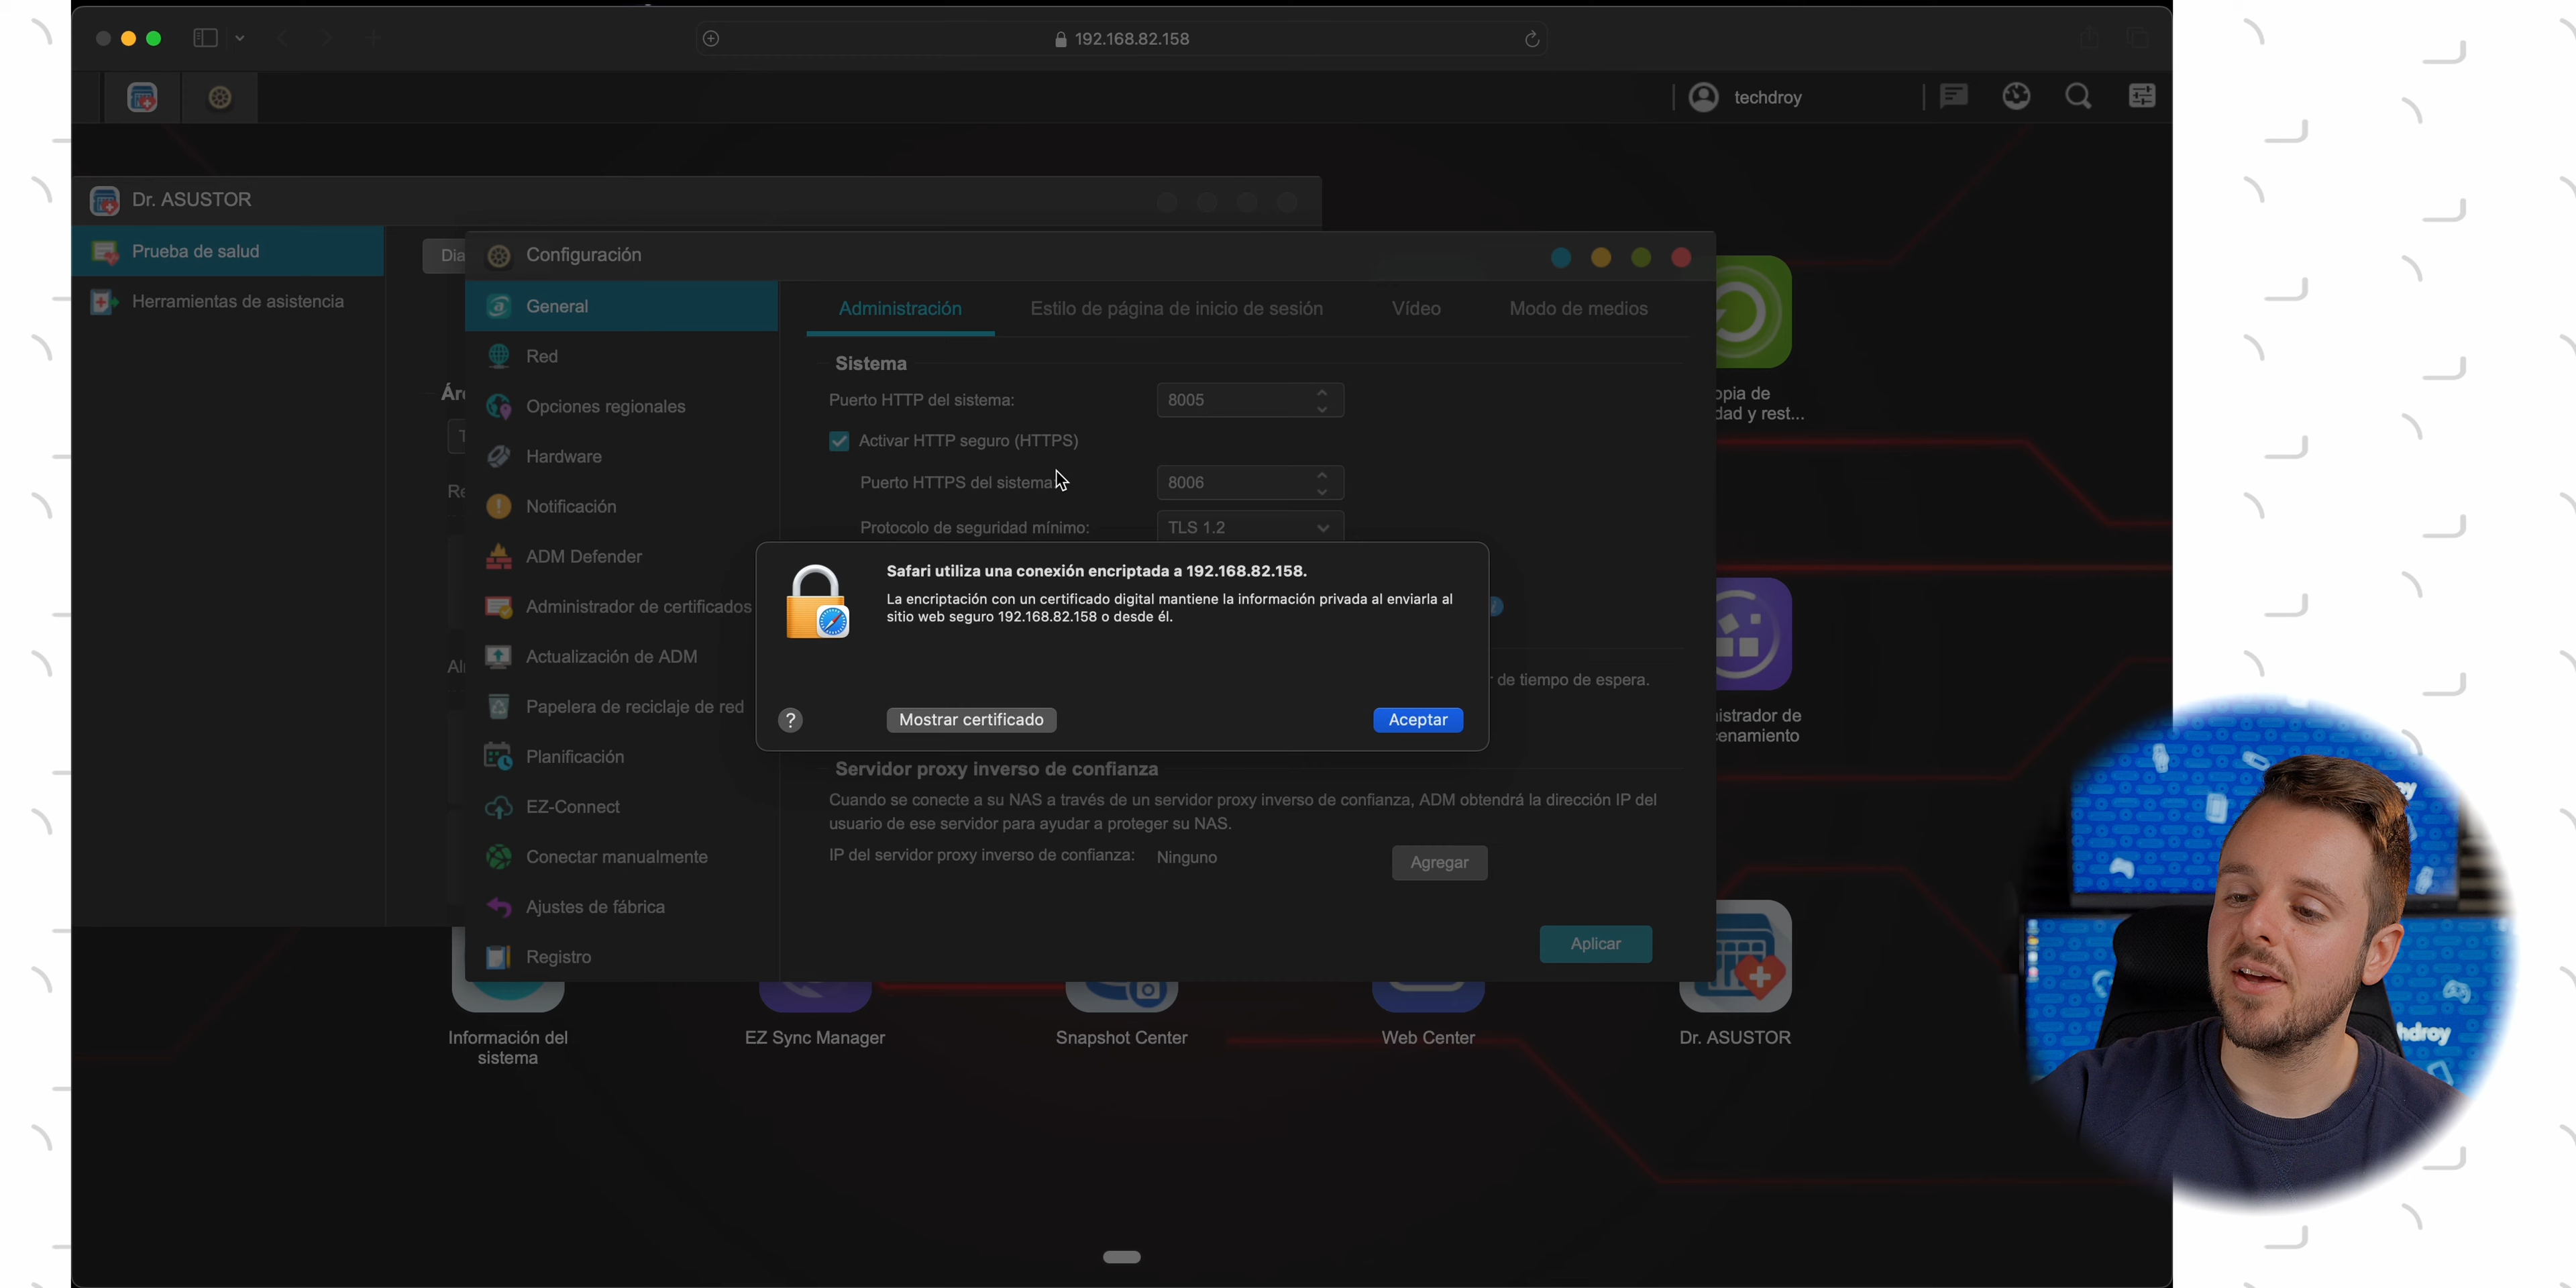 192.168.82.158
techdroy
Dr. ASUSTOR
Prueba de salud
Herramientas de asistencia
Configuración
General
Red
Opciones regionales
Hardware
Notificación
ADM Defender
Administrador de certificados
Actualización de ADM
Papelera de reciclaje de red
Planificación
EZ-Connect
Conectar manualmente
Ajustes de fábrica
Registro
Administración
Estilo de página de inicio de sesión
Vídeo
Modo de medios
Sistema
Puerto HTTP del sistema:
8005
Activar HTTP seguro (HTTPS)
Puerto HTTPS del sistema
8006
Protocolo de seguridad mínimo:
TLS 1.2
Safari utiliza una conexión encriptada a 192.168.82.158.
La encriptación con un certificado digital mantiene la información privada al enviarla al
sitio web seguro 192.168.82.158 o desde él.
?
Mostrar certificado
Aceptar
de tiempo de espera.
Servidor proxy inverso de confianza
Cuando se conecte a su NAS a través de un servidor proxy inverso de confianza, ADM obtendrá la dirección IP del
usuario de ese servidor para ayudar a proteger su NAS.
IP del servidor proxy inverso de confianza:
Ninguno
Agregar
Aplicar
opia de
dad y rest...
istrador de
cenamiento
Información del
sistema
EZ Sync Manager
Snapshot Center
Web Center
Dr. ASUSTOR
hdroy